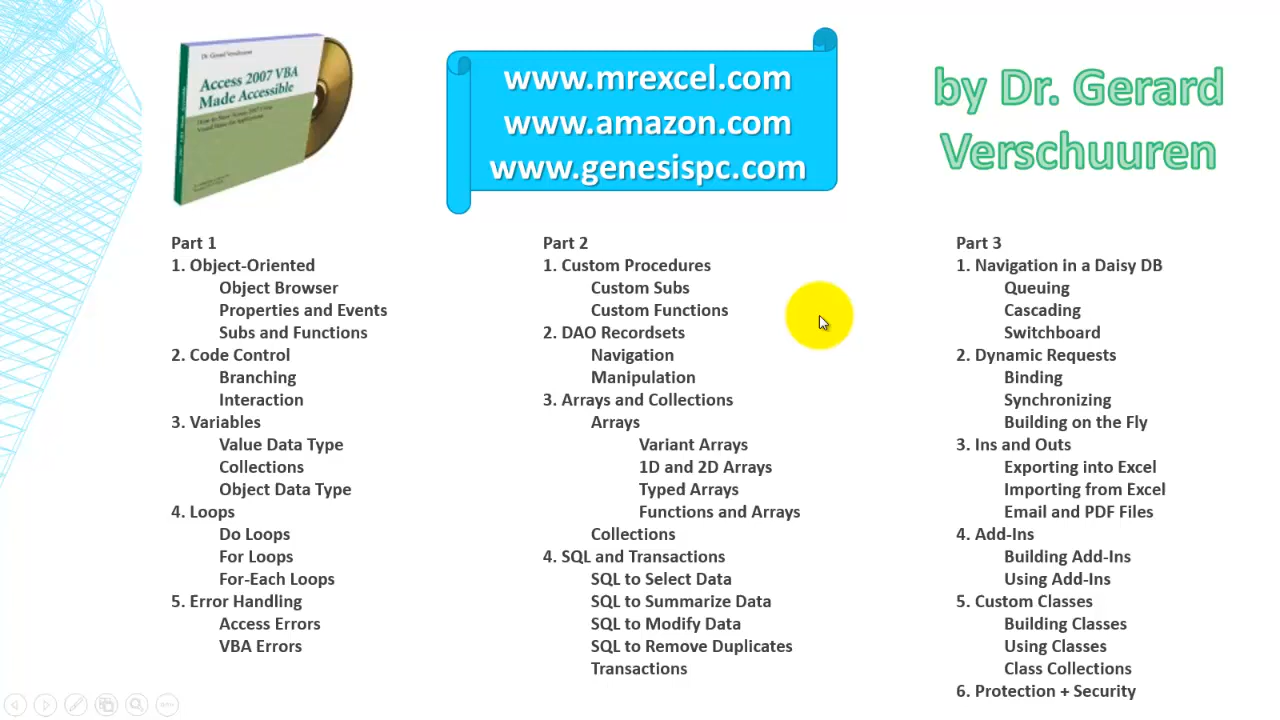 Dr. Gerard Verschuuren
Access 2007 VBA
Made Accessible
www.mrexcel.com
www.amazon.com
www.genesispc.com
by Dr. Gerard
Verschuuren
Part 1
1. Object-Oriented
Object Browser
Properties and Events
Subs and Functions
2. Code Control
Branching
Interaction
3. Variables
Value Data Type
Collections
Object Data Type
4. Loops
Do Loops
For Loops
For-Each Loops
5. Error Handling
Access Errors
VBA Errors
Part 2
1. Custom Procedures
Custom Subs
Custom Functions
2. DAO Recordsets
Navigation
Manipulation
3. Arrays and Collections
Arrays
Variant Arrays
1D and 2D Arrays
Typed Arrays
Functions and Arrays
Collections
4. SQL and Transactions
SQL to Select Data
SQL to Summarize Data
SQL to Modify Data
SQL to Remove Duplicates
Transactions
Part 3
1. Navigation in a Daisy DB
Queuing
Cascading
Switchboard
2. Dynamic Requests
Binding
Synchronizing
Building on the Fly
3. Ins and Outs
Exporting into Excel
Importing from Excel
Email and PDF Files
4. Add-Ins
Building Add-Ins
Using Add-Ins
5. Custom Classes
Building Classes
Using Classes
Class Collections
6. Protection + Security